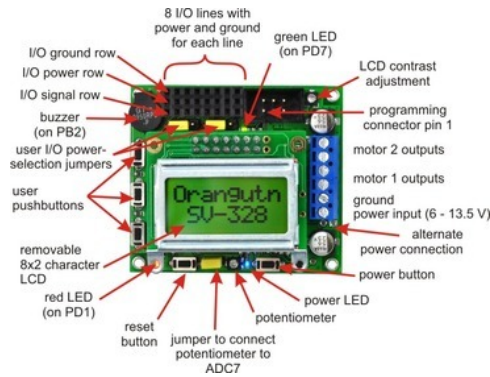 8 I/O lines with
power and ground
for each line
green LED
(on PD7)
I/O ground row
I/O power row
I/O signal row
LCD contrast
adjustment
buzzer
(on PB2)
programming
connector pin 1
user I/O power-
selection jumpers
motor 2 outputs
user
pushbuttons
motor 1 outputs
Orangutn
SV-328
ground
power input (6 - 13.5 V)
removable
8x2 character
LCD
alternate
power connection
red LED
(on PD1)
power button
power LED
reset
button
potentiometer
jumper to connect
potentiometer to
ADC7